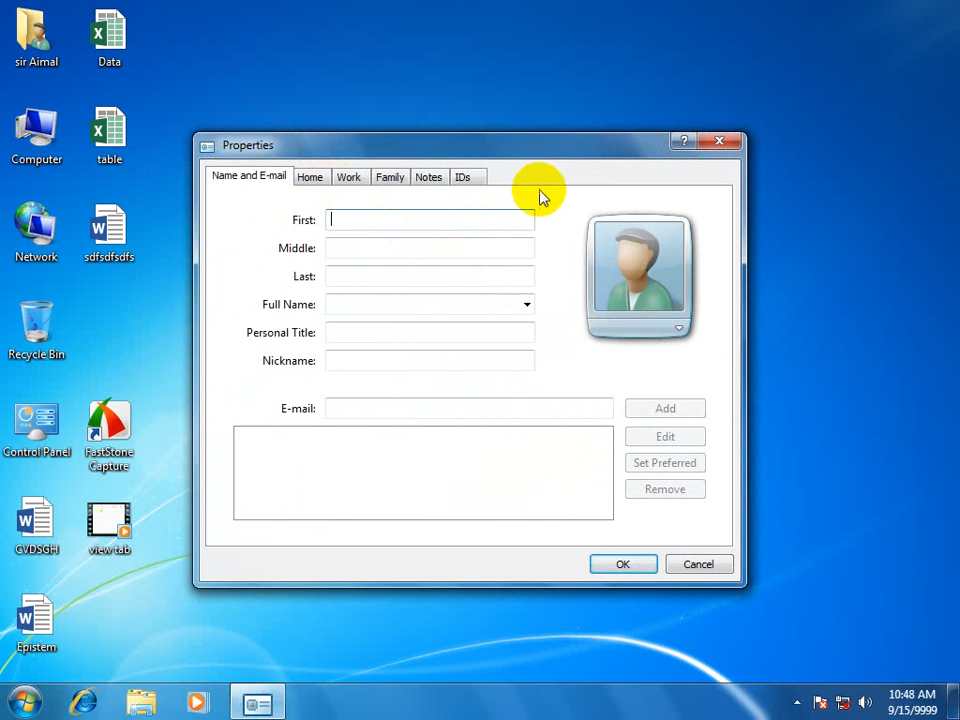 sir Aimal
Data
Computer
table
Network
sdfsdfsdfs
Recycle Bin
Control Panel
FastStone
Capture
CVDSGH
view tab
Epistem
Properties
?
Name and E-mail
Home
Work
Family
Notes
IDs
First:
Middle:
Last:
Full Name:
Personal Title:
Nickname:
E-mail:
Add
Edit
Set Preferred
Remove
OK
Cancel
10:48 AM
9/15/9999